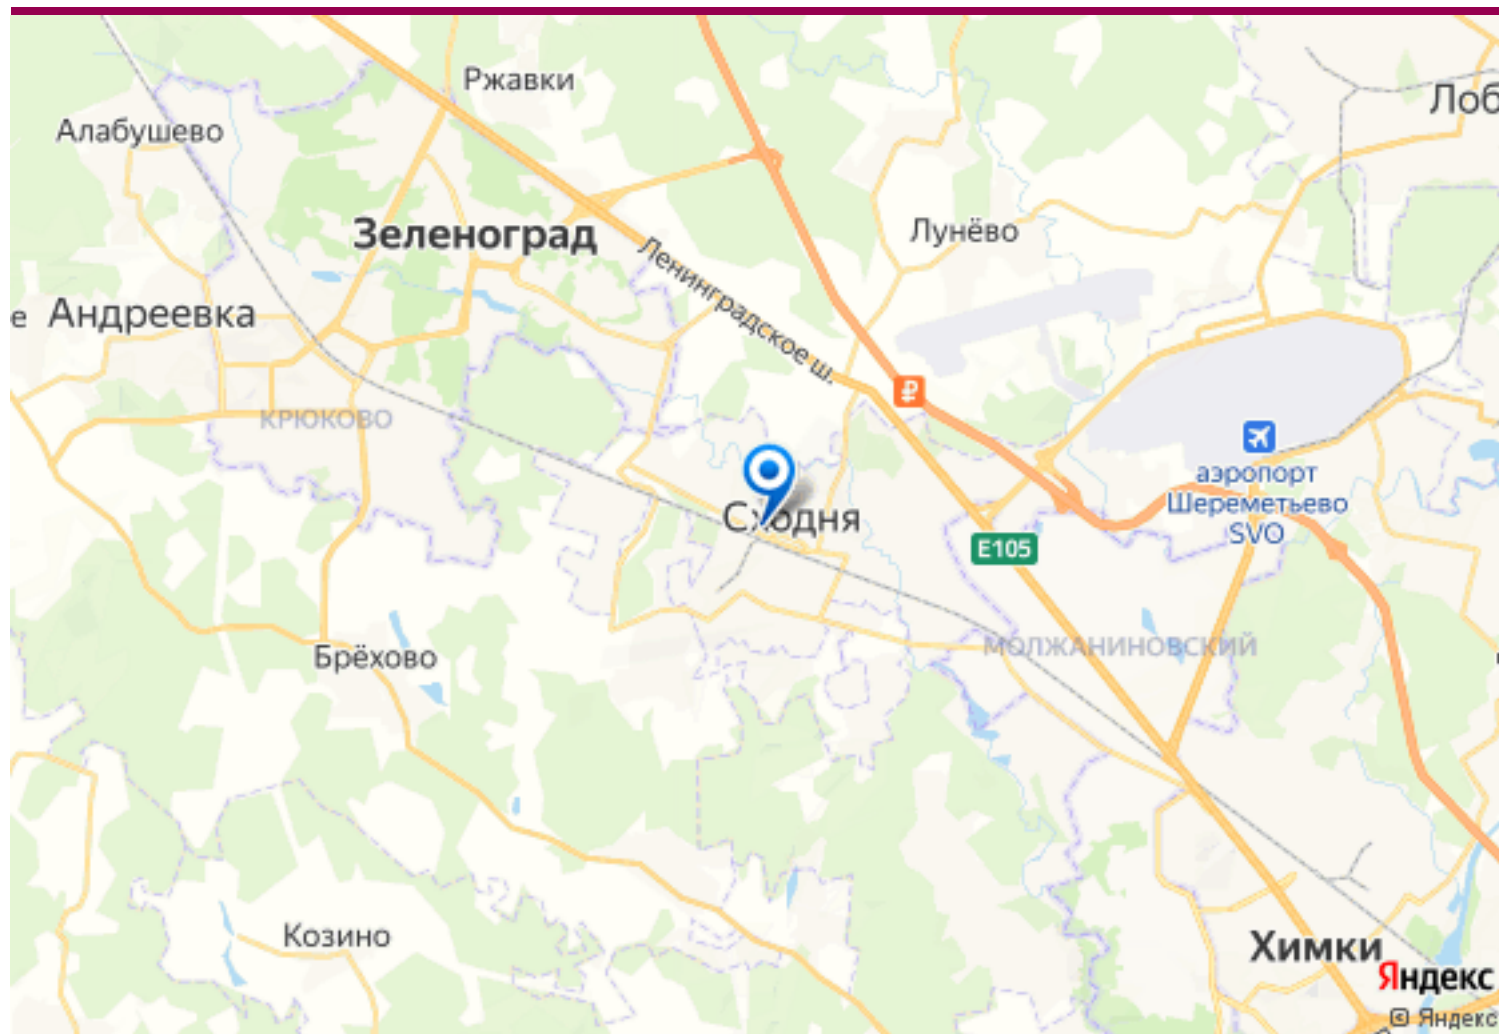 Ржавки
Лоб
Алабушево
Зеленоград
Лунёво
Ленинградское ш.
е
Андреевка
₽
КРЮКОВО
аэропорт
Шереметьево
SVO
Сходня
E105
МОЛЖАНИНОВСКИЙ
Брёхово
Козино
Химки
Яндекс
© Яндекс